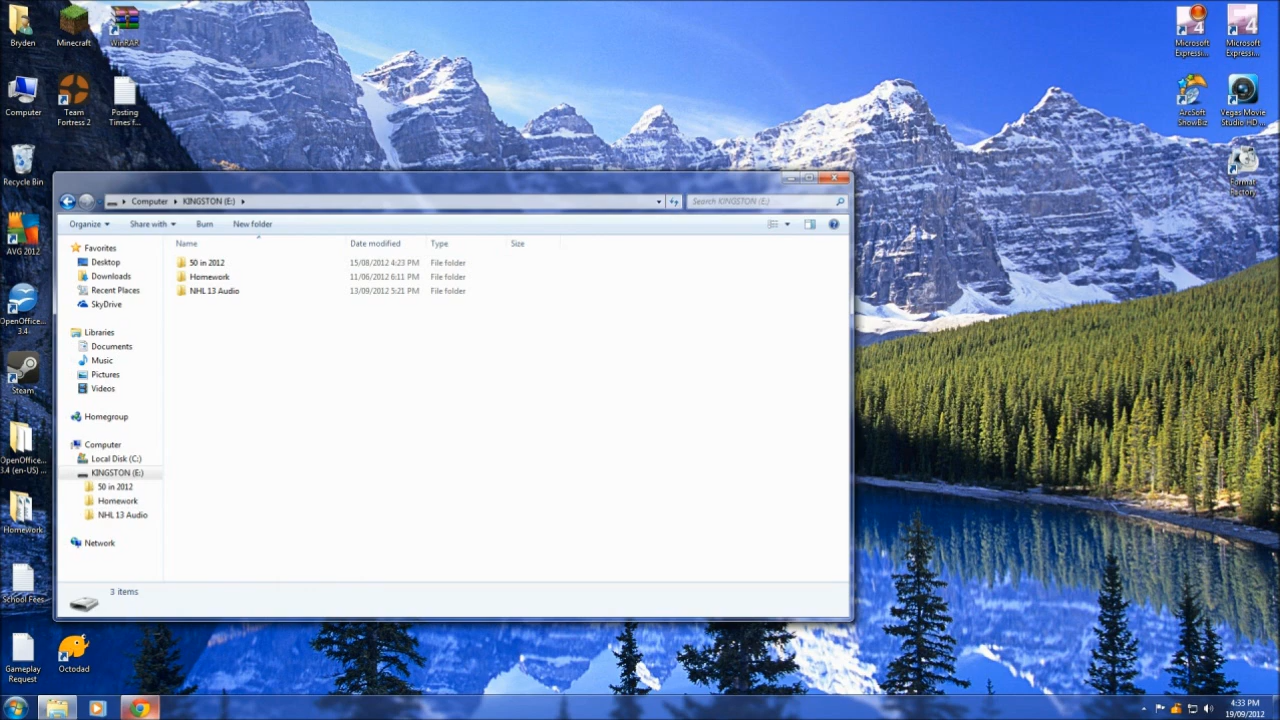 Bryden
Minecraft
WinRAR
Computer
Team
Fortress 2
Posting
Times f...
Recycle Bin
AVG 2012
OpenOffice...
3.4
Steam
OpenOffice...
3.4 (en-US) ...
Homework
School Fees
Gameplay
Request
Octodad
Microsoft
Expressi...
Microsoft
Expressi...
ArcSoft
ShowBiz
Vegas Movie
Studio HD...
Format
Factory
Computer
KINGSTON (E:)
Search KINGSTON (E:)
Organize
Share with
Burn
New folder
Favorites
Desktop
Downloads
Recent Places
SkyDrive
Libraries
Documents
Music
Pictures
Videos
Homegroup
Computer
Local Disk (C:)
KINGSTON (E:)
50 in 2012
Homework
NHL 13 Audio
Network
Name Date modified Type Size
50 in 2012 15/08/2012 4:23 PM File folder
Homework 11/06/2012 6:11 PM File folder
NHL 13 Audio 13/09/2012 5:21 PM File folder
3 items
4:33 PM
19/09/2012